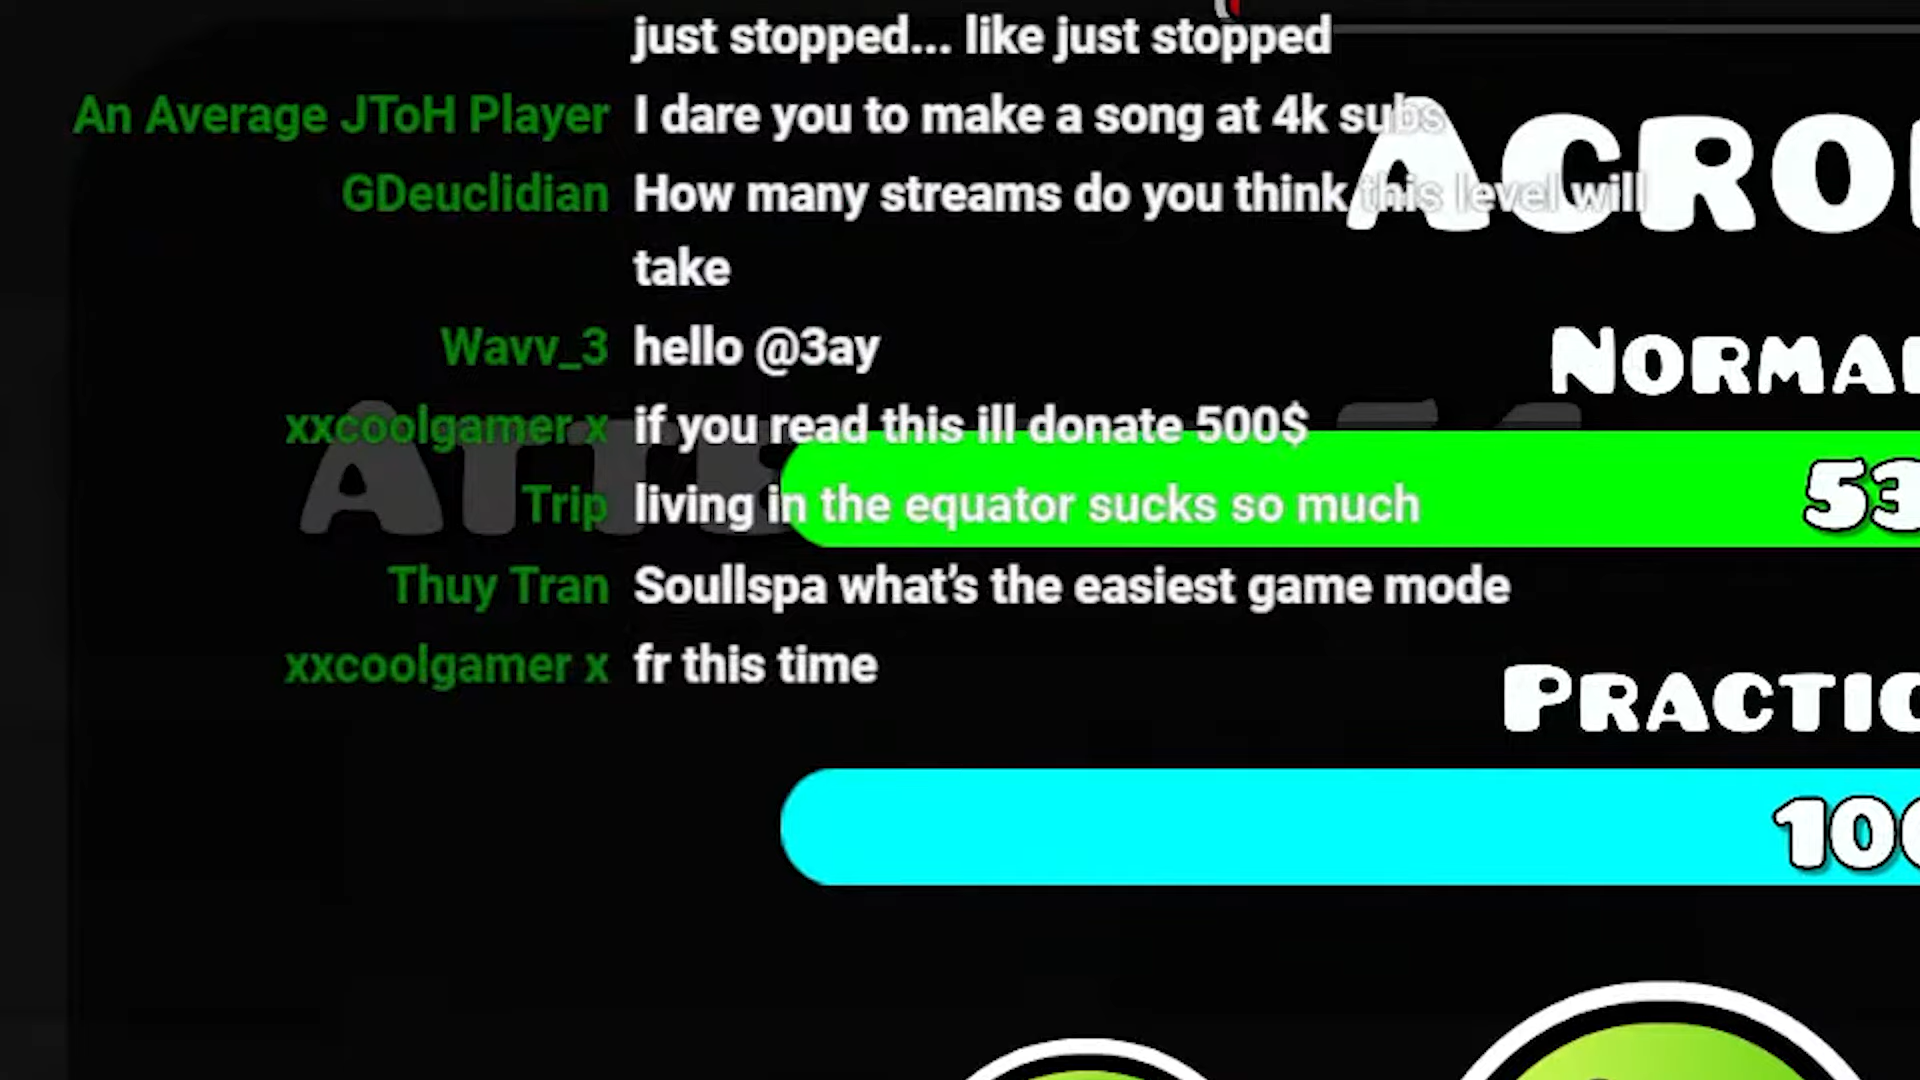 just stopped... like just stopped
An Average JToH Player I dare you to make a song at 4k subs
ACRO
GDeuclidian How many streams do you think this level will
take
NORMA
Wavv_3 hello @3ay
xxcoolgamer x if you read this ill donate 500$
ATTE
53
Trip living in the equator sucks so much
Thuy Tran Soullspa what's the easiest game mode
xxcoolgamer x fr this time
PRACTIC
100